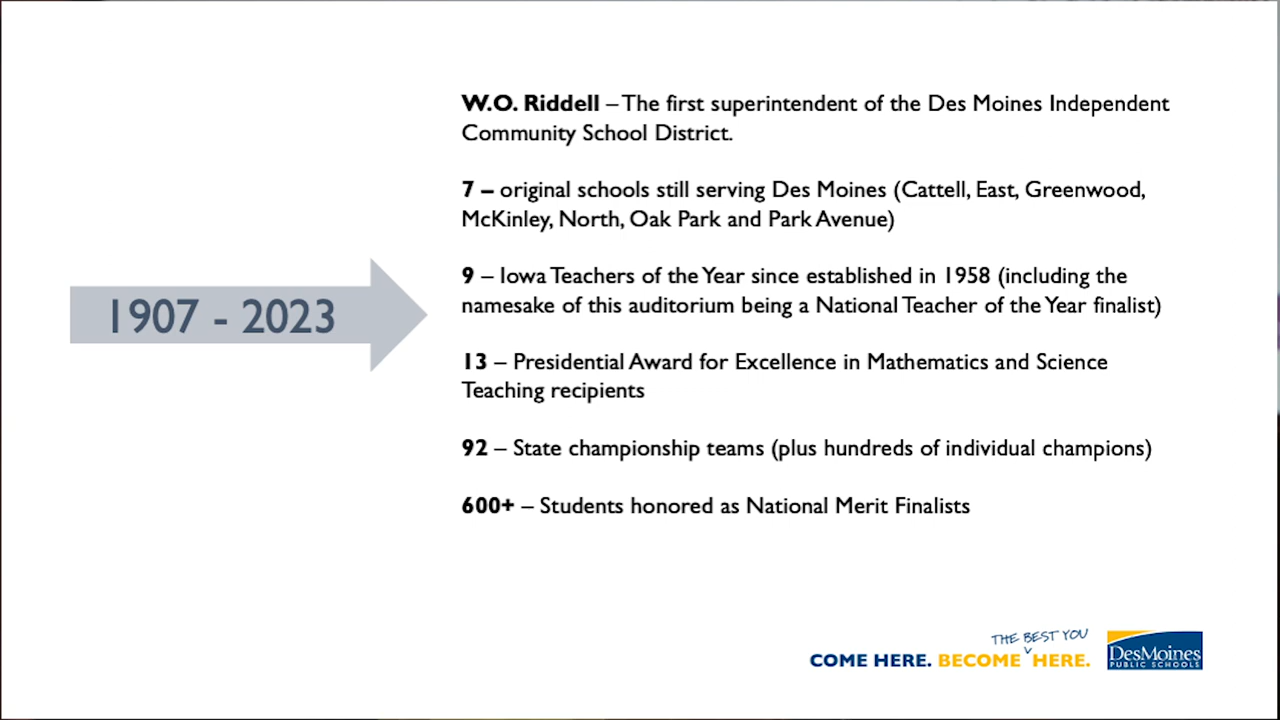 W.O. Riddell – The first superintendent of the Des Moines Independent
Community School District.
7 – original schools still serving Des Moines (Cattell, East, Greenwood,
McKinley, North, Oak Park and Park Avenue)
9 – Iowa Teachers of the Year since established in 1958 (including the
namesake of this auditorium being a National Teacher of the Year finalist)
1907 - 2023
13 – Presidential Award for Excellence in Mathematics and Science
Teaching recipients
92 – State championship teams (plus hundreds of individual champions)
600+ – Students honored as National Merit Finalists
THE BEST YOU
COME HERE. BECOME HERE.
DesMoines
PUBLIC SCHOOLS